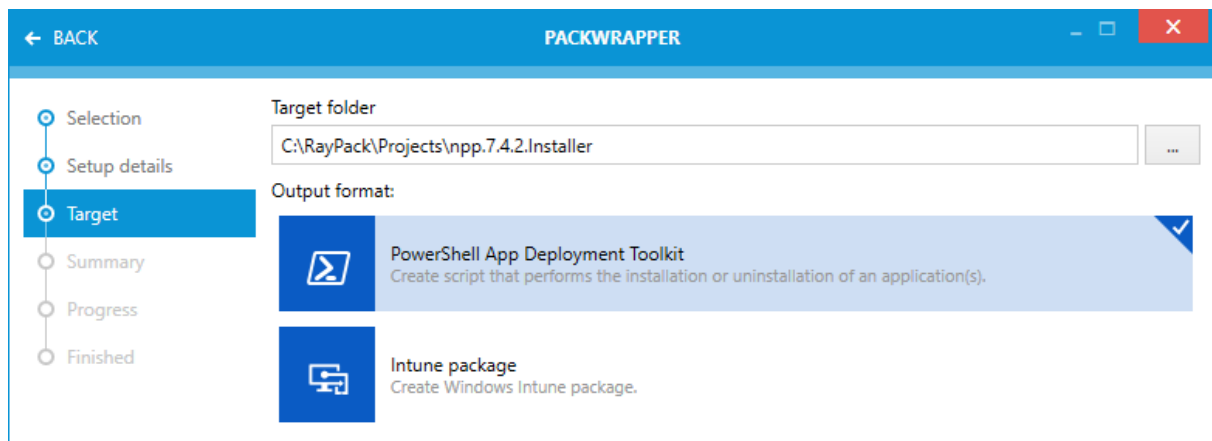 BACK
PACKWRAPPER
Selection
Setup details
Target
Summary
Progress
Finished
Target folder
C:\RayPack\Projects\npp.7.4.2.Installer
...
Output format:
PowerShell App Deployment Toolkit
Create script that performs the installation or uninstallation of an application(s).
Intune package
Create Windows Intune package.